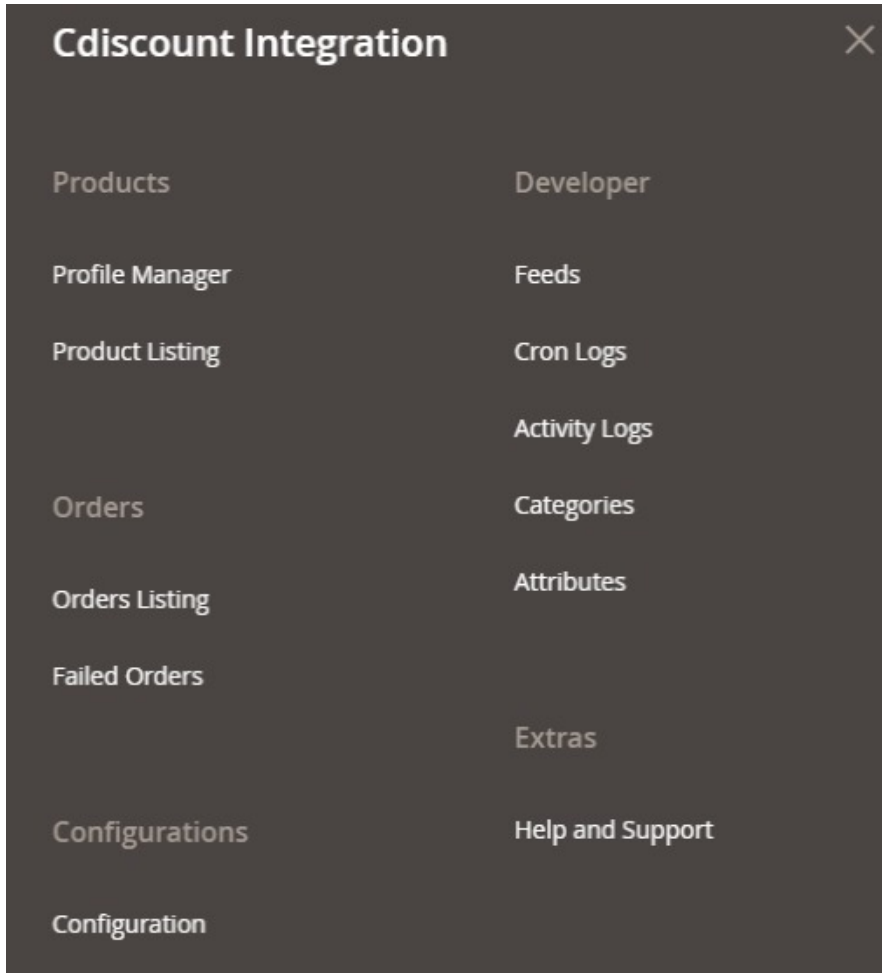 Cdiscount Integration
Products
Profile Manager
Product Listing
Orders
Orders Listing
Failed Orders
Configurations
Configuration
Developer
Feeds
Cron Logs
Activity Logs
Categories
Attributes
Extras
Help and Support